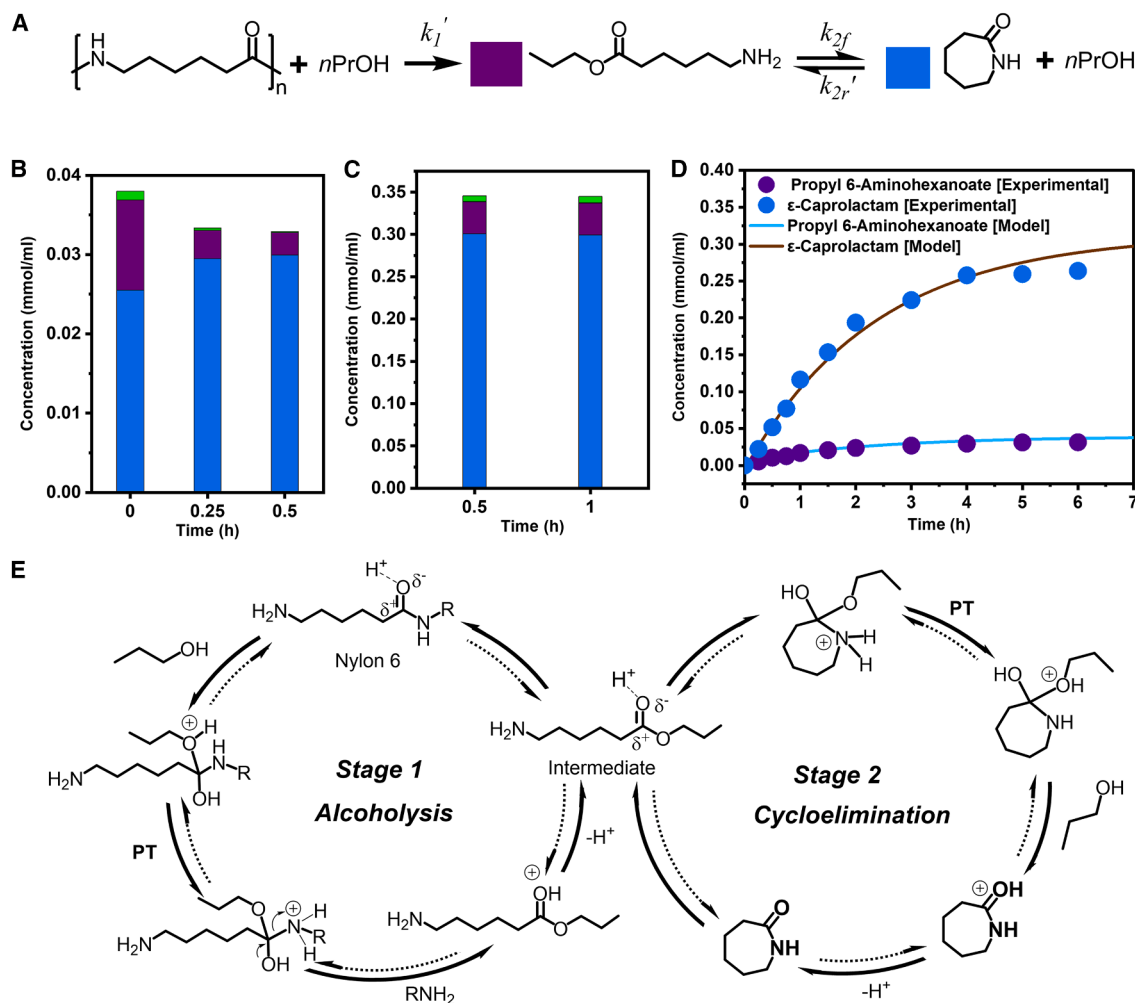 A
H
N
O
n
+ nPrOH
k1'
O
O
NH2
k2f
k2r'
O
NH
+ nPrOH
B
Concentration (mmol/ml)
0.04
0.03
0.02
0.01
0.00
0 0.25 0.5
Time (h)
C
Concentration (mmol/ml)
0.35
0.30
0.25
0.20
0.15
0.10
0.05
0.00
0.5 1
Time (h)
D
Concentration (mmol/ml)
0.40
0.35
0.30
0.25
0.20
0.15
0.10
0.05
0.00
Propyl 6-Aminohexanoate [Experimental]
ε-Caprolactam [Experimental]
Propyl 6-Aminohexanoate [Model]
ε-Caprolactam [Model]
0 1 2 3 4 5 6 7
Time (h)
E
H+
O δ-
δ+
H2N
N
H
R
Nylon 6
OH
+
H
O
H
N
R
H2N
OH
PT
O
+
H
N
R
H
H2N
OH
RNH2
Stage 1
Alcoholysis
+
OH
H2N
O
-H+
H+
O δ-
δ+
H2N
O
Intermediate
HO
O
+
N
H
H
PT
HO
+
OH
NH
OH
Stage 2
Cycloelimination
+
OH
NH
-H+
O
NH